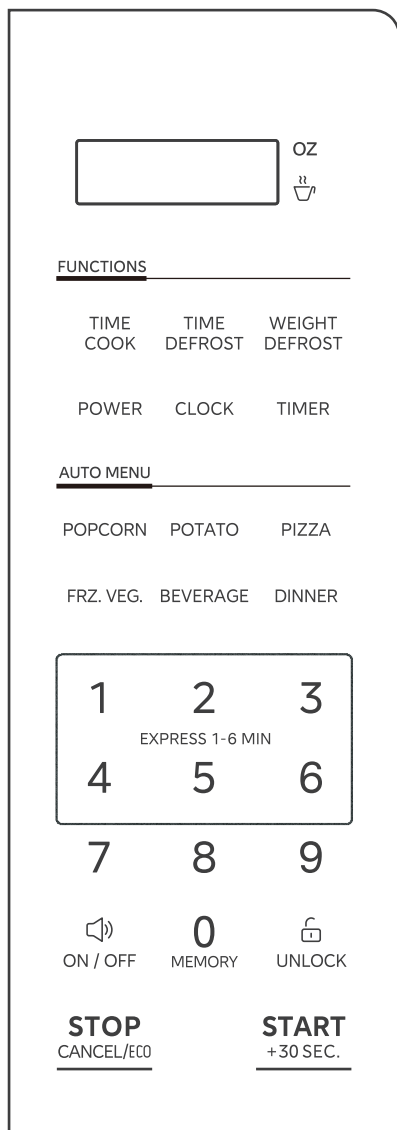 OZ
FUNCTIONS
TIME COOK
TIME DEFROST
WEIGHT DEFROST
POWER CLOCK TIMER
AUTO MENU
POPCORN POTATO PIZZA
FRZ. VEG. BEVERAGE DINNER
1 2 3
EXPRESS 1-6 MIN
4 5 6
7 8 9
ON / OFF
0
MEMORY
UNLOCK
STOP
CANCEL/ECO
START
+30 SEC.